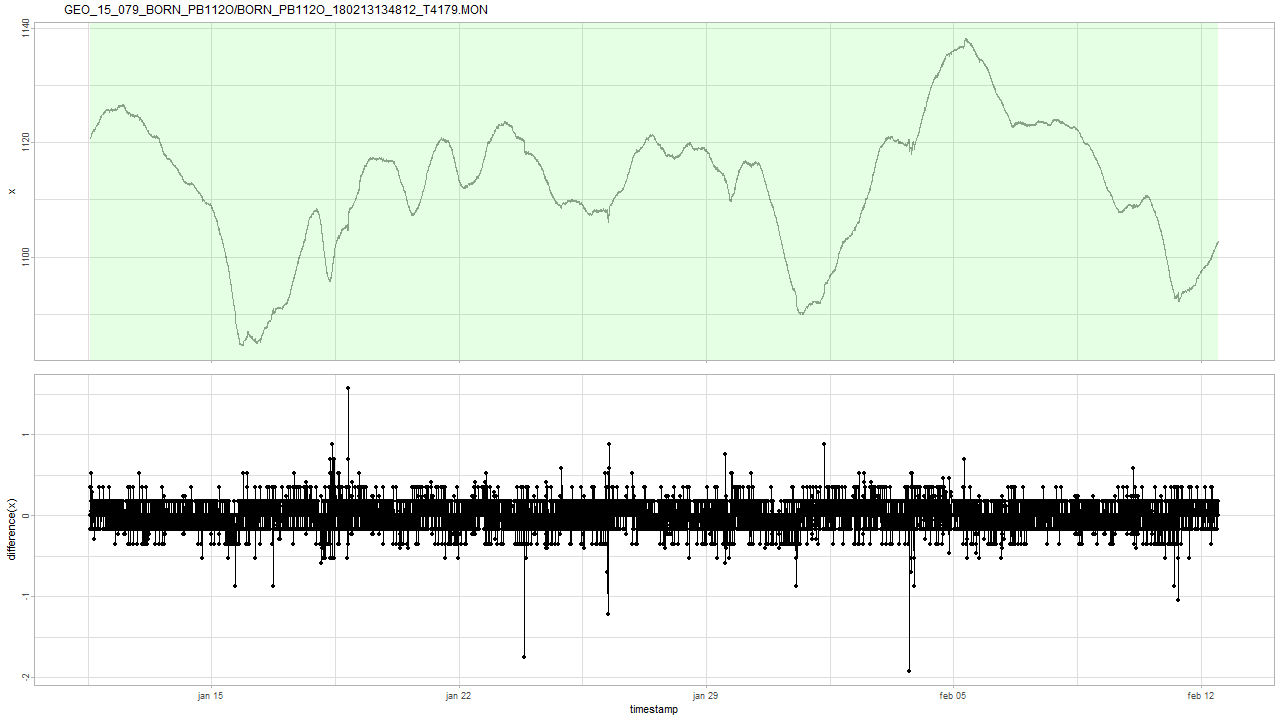 GEO_15_079_BORN_PB112O/BORN_PB112O_180213134812_T4179.MON
1140
1120
1100
x
1
0
-1
-2
difference(x)
jan 15 jan 22 jan 29 feb 05 feb 12
timestamp